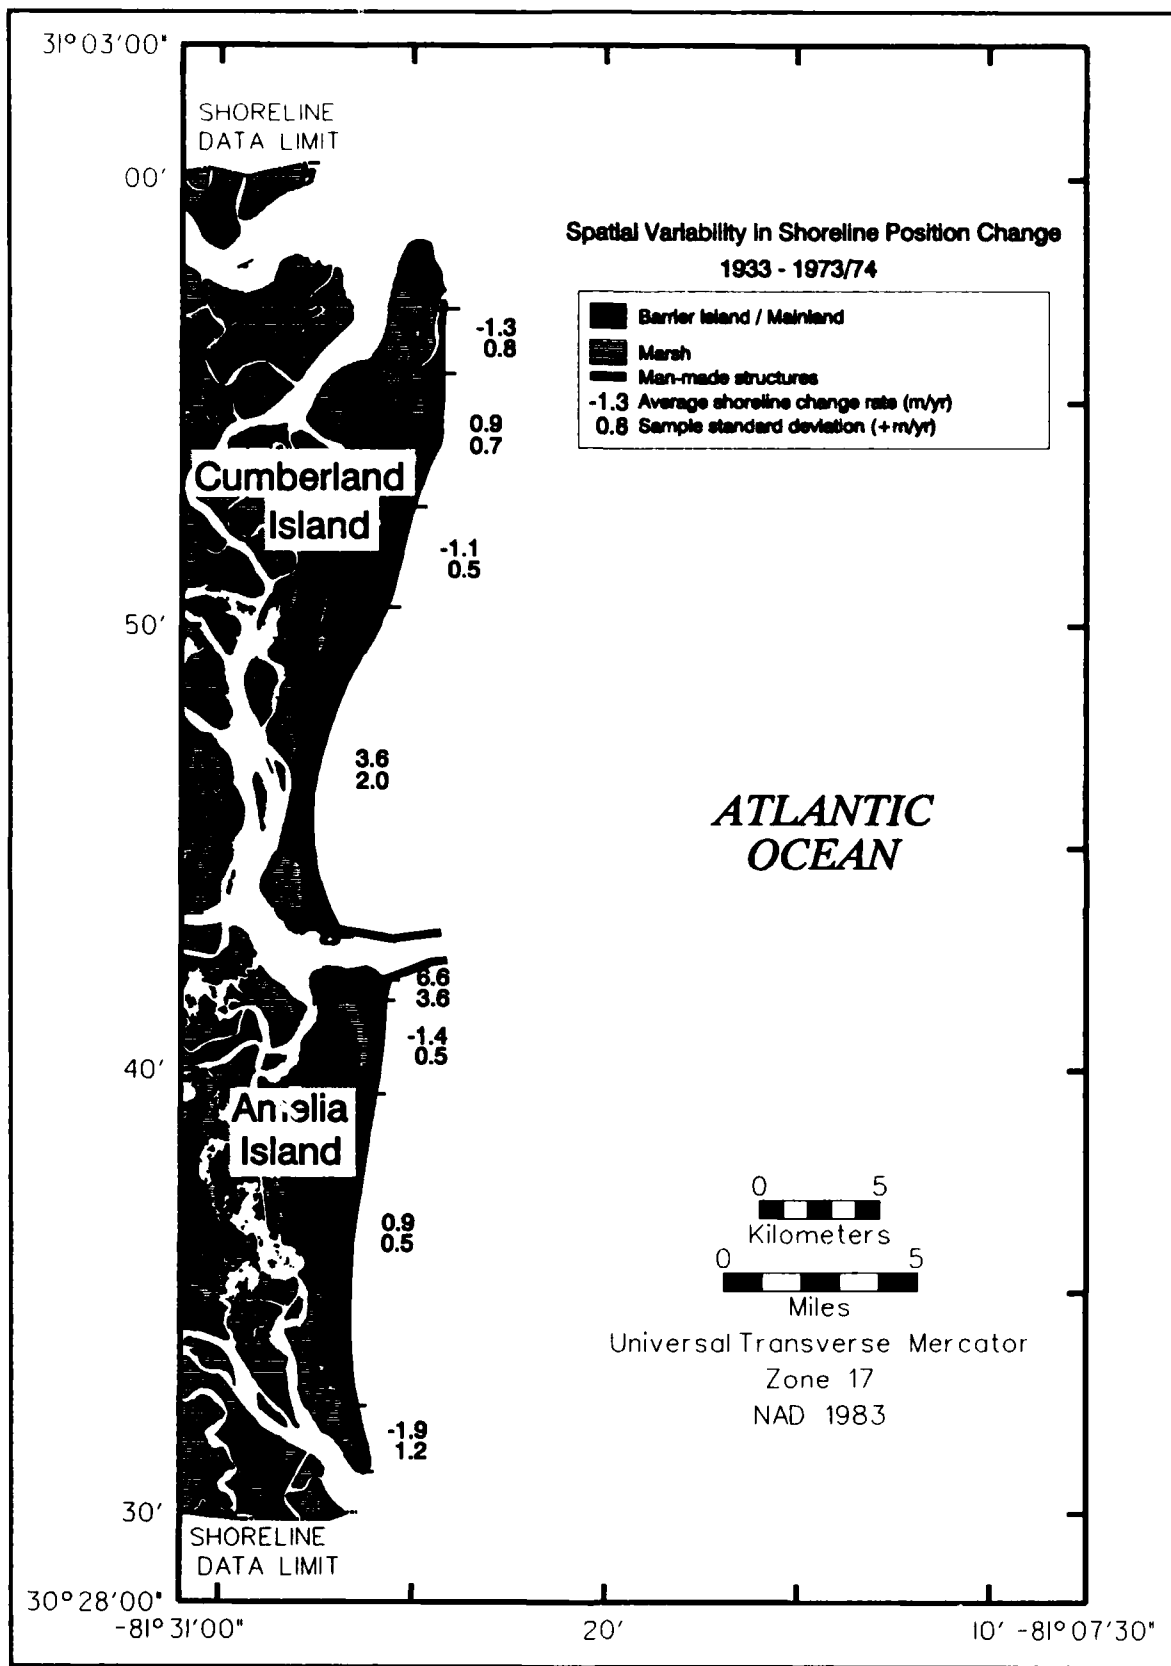 31°03'00"
SHORELINE
DATA LIMIT
00'
Spatial Variability in Shoreline Position Change
1933 - 1973/74
Barrier Island / Mainland
Marsh
Man-made structures
-1.3 Average shoreline change rate (m/yr)
0.8 Sample standard deviation (+m/yr)
-1.3
0.8
0.9
0.7
Cumberland
Island
-1.1
0.5
50'
3.6
2.0
ATLANTIC
OCEAN
6.6
3.6
-1.4
0.5
40'
Amelia
Island
0 5
Kilometers
0 5
Miles
0.9
0.5
Universal Transverse Mercator
Zone 17
NAD 1983
-1.9
1.2
30'
SHORELINE
DATA LIMIT
30°28'00"
-81°31'00" 20' 10' -81°07'30"